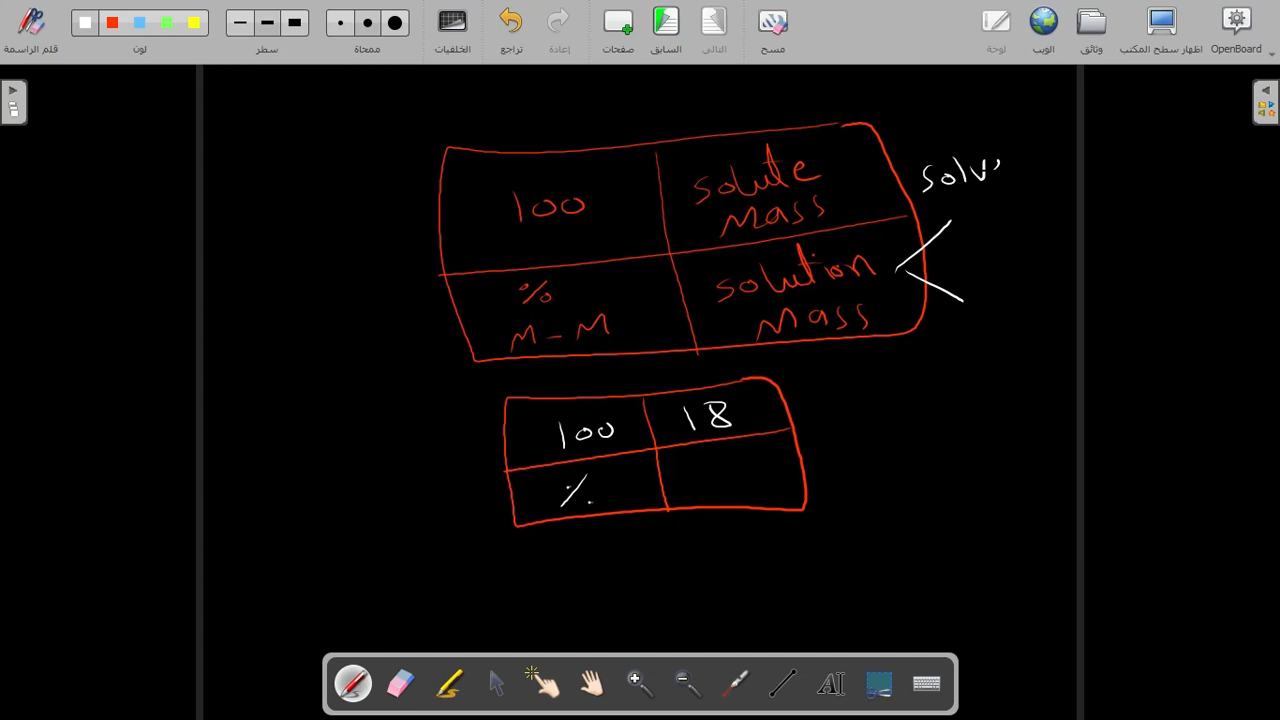 قلم الراسمة
لون
سطر
ممحاة
الخلفيات
تراجع
إعادة
صفحات
السابق
التالي
مسح
لوحة
الويب
وثائق
اظهار سطح المكتب
OpenBoard
100
solute
mass
solv
%
M-M
solution
mass
100
18
%
AI